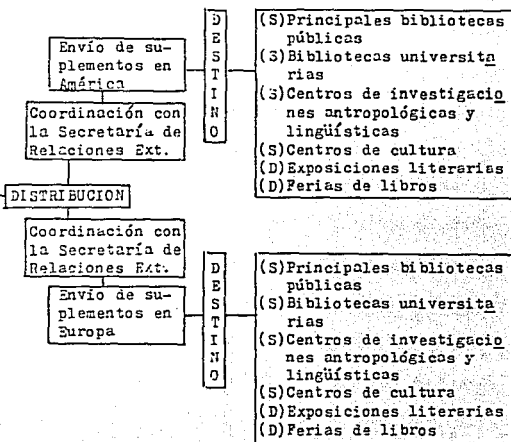 Envío de su-
plementos en
América
Coordinación con
la Secretaría de
Relaciones Ext.
DISTRIBUCION
Coordinación con
la Secretaría de
Relaciones Ext.
Envío de su-
plementos en
Europa
D
E
S
T
I
N
O
(S)Principales bibliotecas
públicas
(S)Bibliotecas universita
rias
(S)Centros de investigacio
nes antropológicas y
lingüísticas
(S)Centros de cultura
(D)Exposiciones literarias
(D)Ferias de libros
D
E
S
T
I
N
O
(S)Principales bibliotecas
públicas
(S)Bibliotecas universita
rias
(S)Centros de investigacio
nes antropológicas y
lingüísticas
(S)Centros de cultura
(D)Exposiciones literarias
(D)Ferias de libros